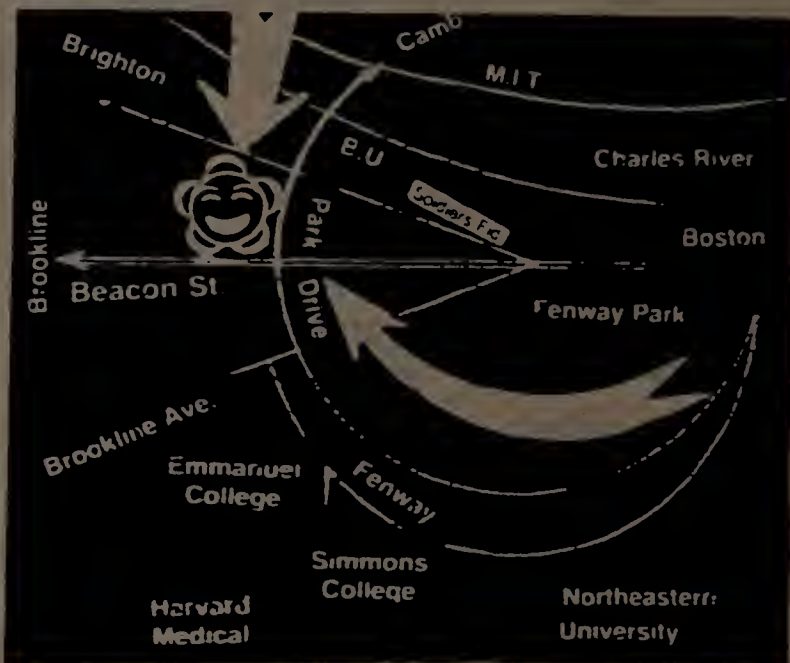 Camb
Brighton
M.I.T
B.U
Charles River
Soldiers Fld
Park
Drive
Boston
Brookline
Beacon St.
Fenway Park
Brookline Ave.
Emmanuel
College
Fenway
Simmons
College
Harvard
Medical
Northeastern
University